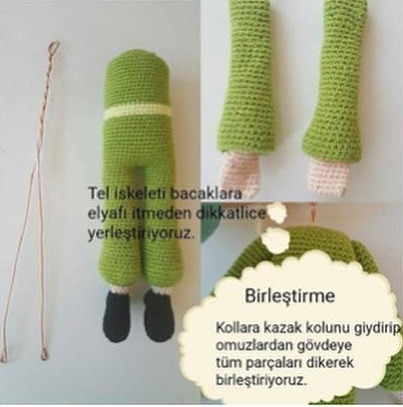 Tel iskeleti bacaklara
elyafı itmeden dikkatlice
yerleştiriyoruz.
Birleştirme
Kollara kazak kolunu giydirip
omuzlardan gövdeye
tüm parçaları dikerek
birleştiriyoruz.